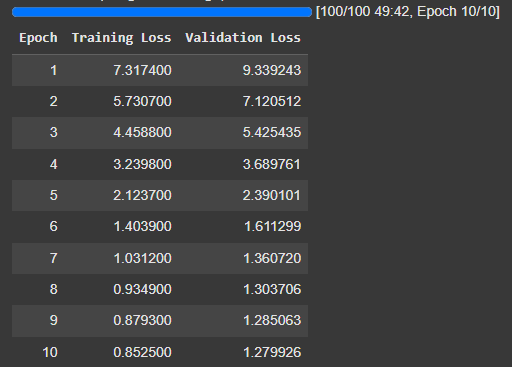 [100/100 49:42, Epoch 10/10]
Epoch Training Loss Validation Loss
1 7.317400 9.339243
2 5.730700 7.120512
3 4.458800 5.425435
4 3.239800 3.689761
5 2.123700 2.390101
6 1.403900 1.611299
7 1.031200 1.360720
8 0.934900 1.303706
9 0.879300 1.285063
10 0.852500 1.279926